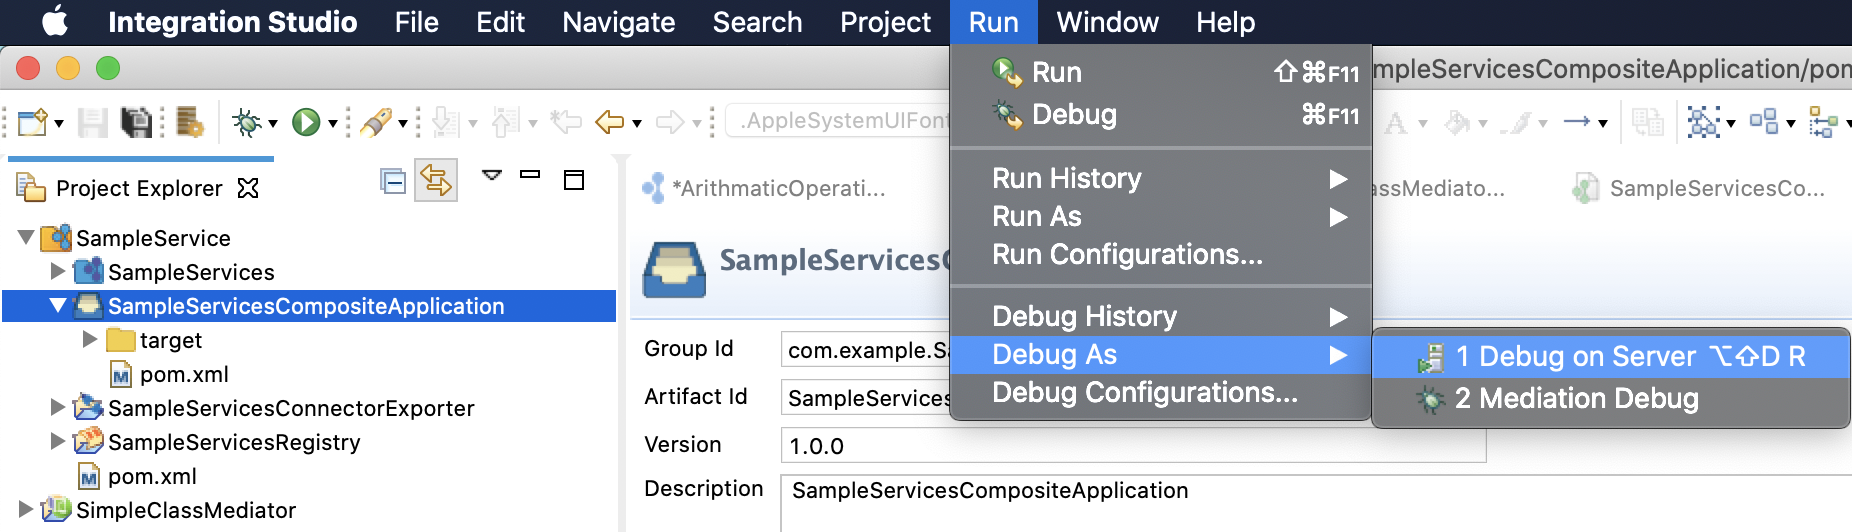 Integration Studio File Edit Navigate Search Project Run Window Help
mpleServicesCompositeApplication/pom
Run ⇧⌘F11
Debug ⌘F11
Run History
Run As
Run Configurations...
Debug History
Debug As
Debug Configurations...
1 Debug on Server ⌥⇧D R
2 Mediation Debug
.AppleSystemUIFont
Project Explorer
SampleService
SampleServices
SampleServicesCompositeApplication
target
pom.xml
SampleServicesConnectorExporter
SampleServicesRegistry
pom.xml
SimpleClassMediator
*ArithmaticOperati...
assMediato...
SampleServicesCo...
SampleServicesC
Group Id com.example.Sa
Artifact Id SampleServices
Version 1.0.0
Description SampleServicesCompositeApplication